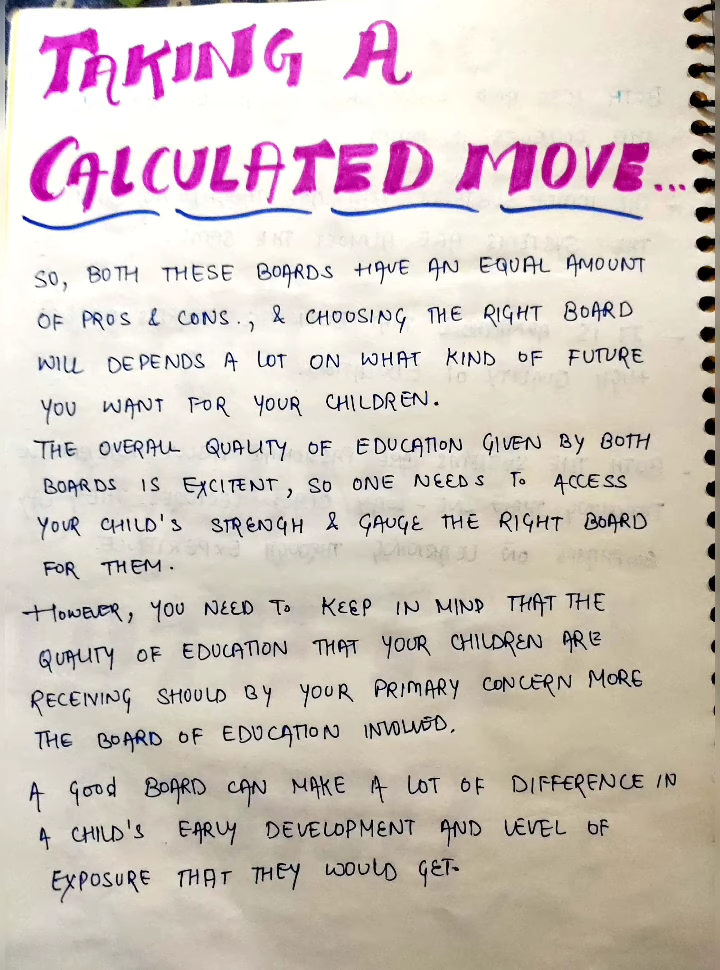 TAKING A
CALCULATED MOVE...
SO, BOTH THESE BOARDS HAVE AN EQUAL AMOUNT
OF PROS & CONS., & CHOOSING THE RIGHT BOARD
WILL DEPENDS A LOT ON WHAT KIND OF FUTURE
YOU WANT FOR YOUR CHILDREN.
THE OVERALL QUALITY OF EDUCATION GIVEN BY BOTH
BOARDS IS EXCITENT, SO ONE NEEDS TO ACCESS
YOUR CHILD'S STRENGH & GAUGE THE RIGHT BOARD
FOR THEM.
HOWEVER, YOU NEED TO KEEP IN MIND THAT THE
QUALITY OF EDUCATION THAT YOUR CHILDREN ARE
RECEIVING SHOULD BY YOUR PRIMARY CONCERN MORE
THE BOARD OF EDUCATION INVOLVED.
A GOOD BOARD CAN MAKE A LOT OF DIFFERENCE IN
A CHILD'S EARLY DEVELOPMENT AND LEVEL OF
EXPOSURE THAT THEY WOULD GET.